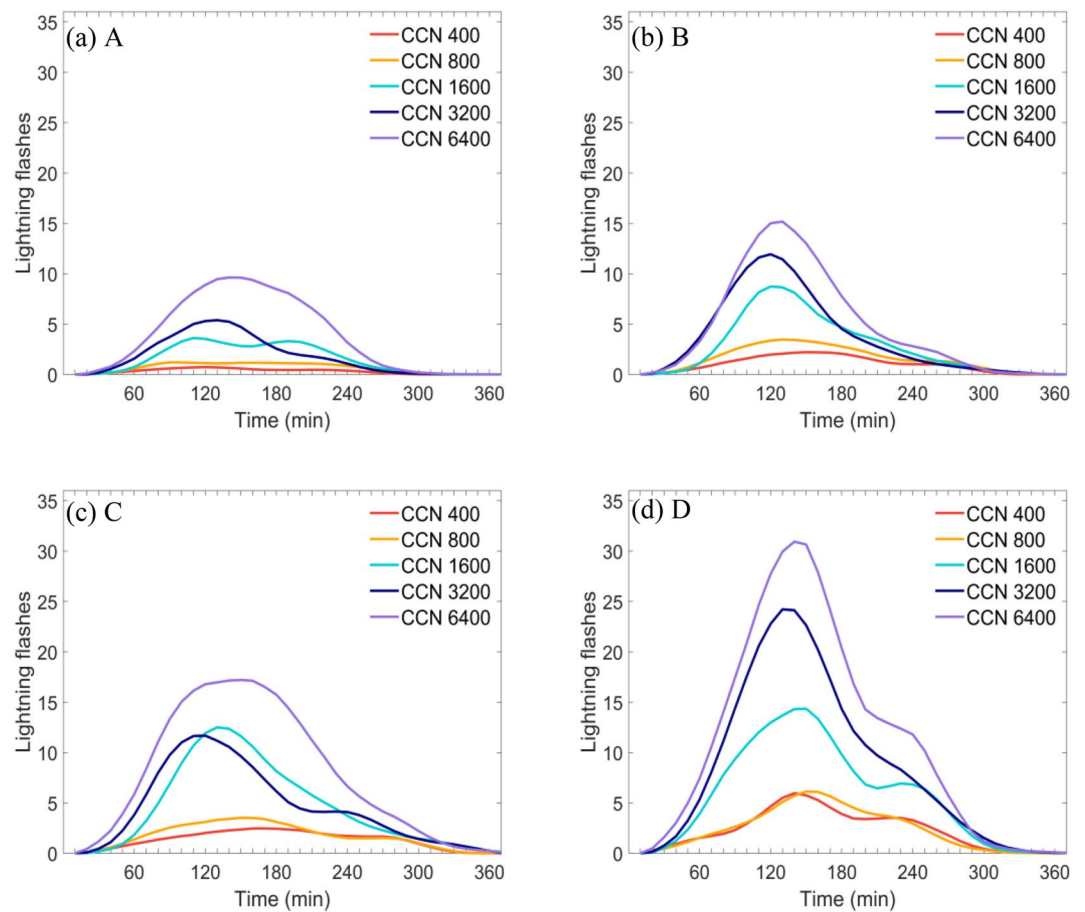 (a) A
CCN 400
CCN 800
CCN 1600
CCN 3200
CCN 6400
Lightning flashes
35
30
25
20
15
10
5
0
60 120 180 240 300 360
Time (min)
(b) B
CCN 400
CCN 800
CCN 1600
CCN 3200
CCN 6400
Lightning flashes
35
30
25
20
15
10
5
0
60 120 180 240 300 360
Time (min)
(c) C
CCN 400
CCN 800
CCN 1600
CCN 3200
CCN 6400
Lightning flashes
35
30
25
20
15
10
5
0
60 120 180 240 300 360
Time (min)
(d) D
CCN 400
CCN 800
CCN 1600
CCN 3200
CCN 6400
Lightning flashes
35
30
25
20
15
10
5
0
60 120 180 240 300 360
Time (min)